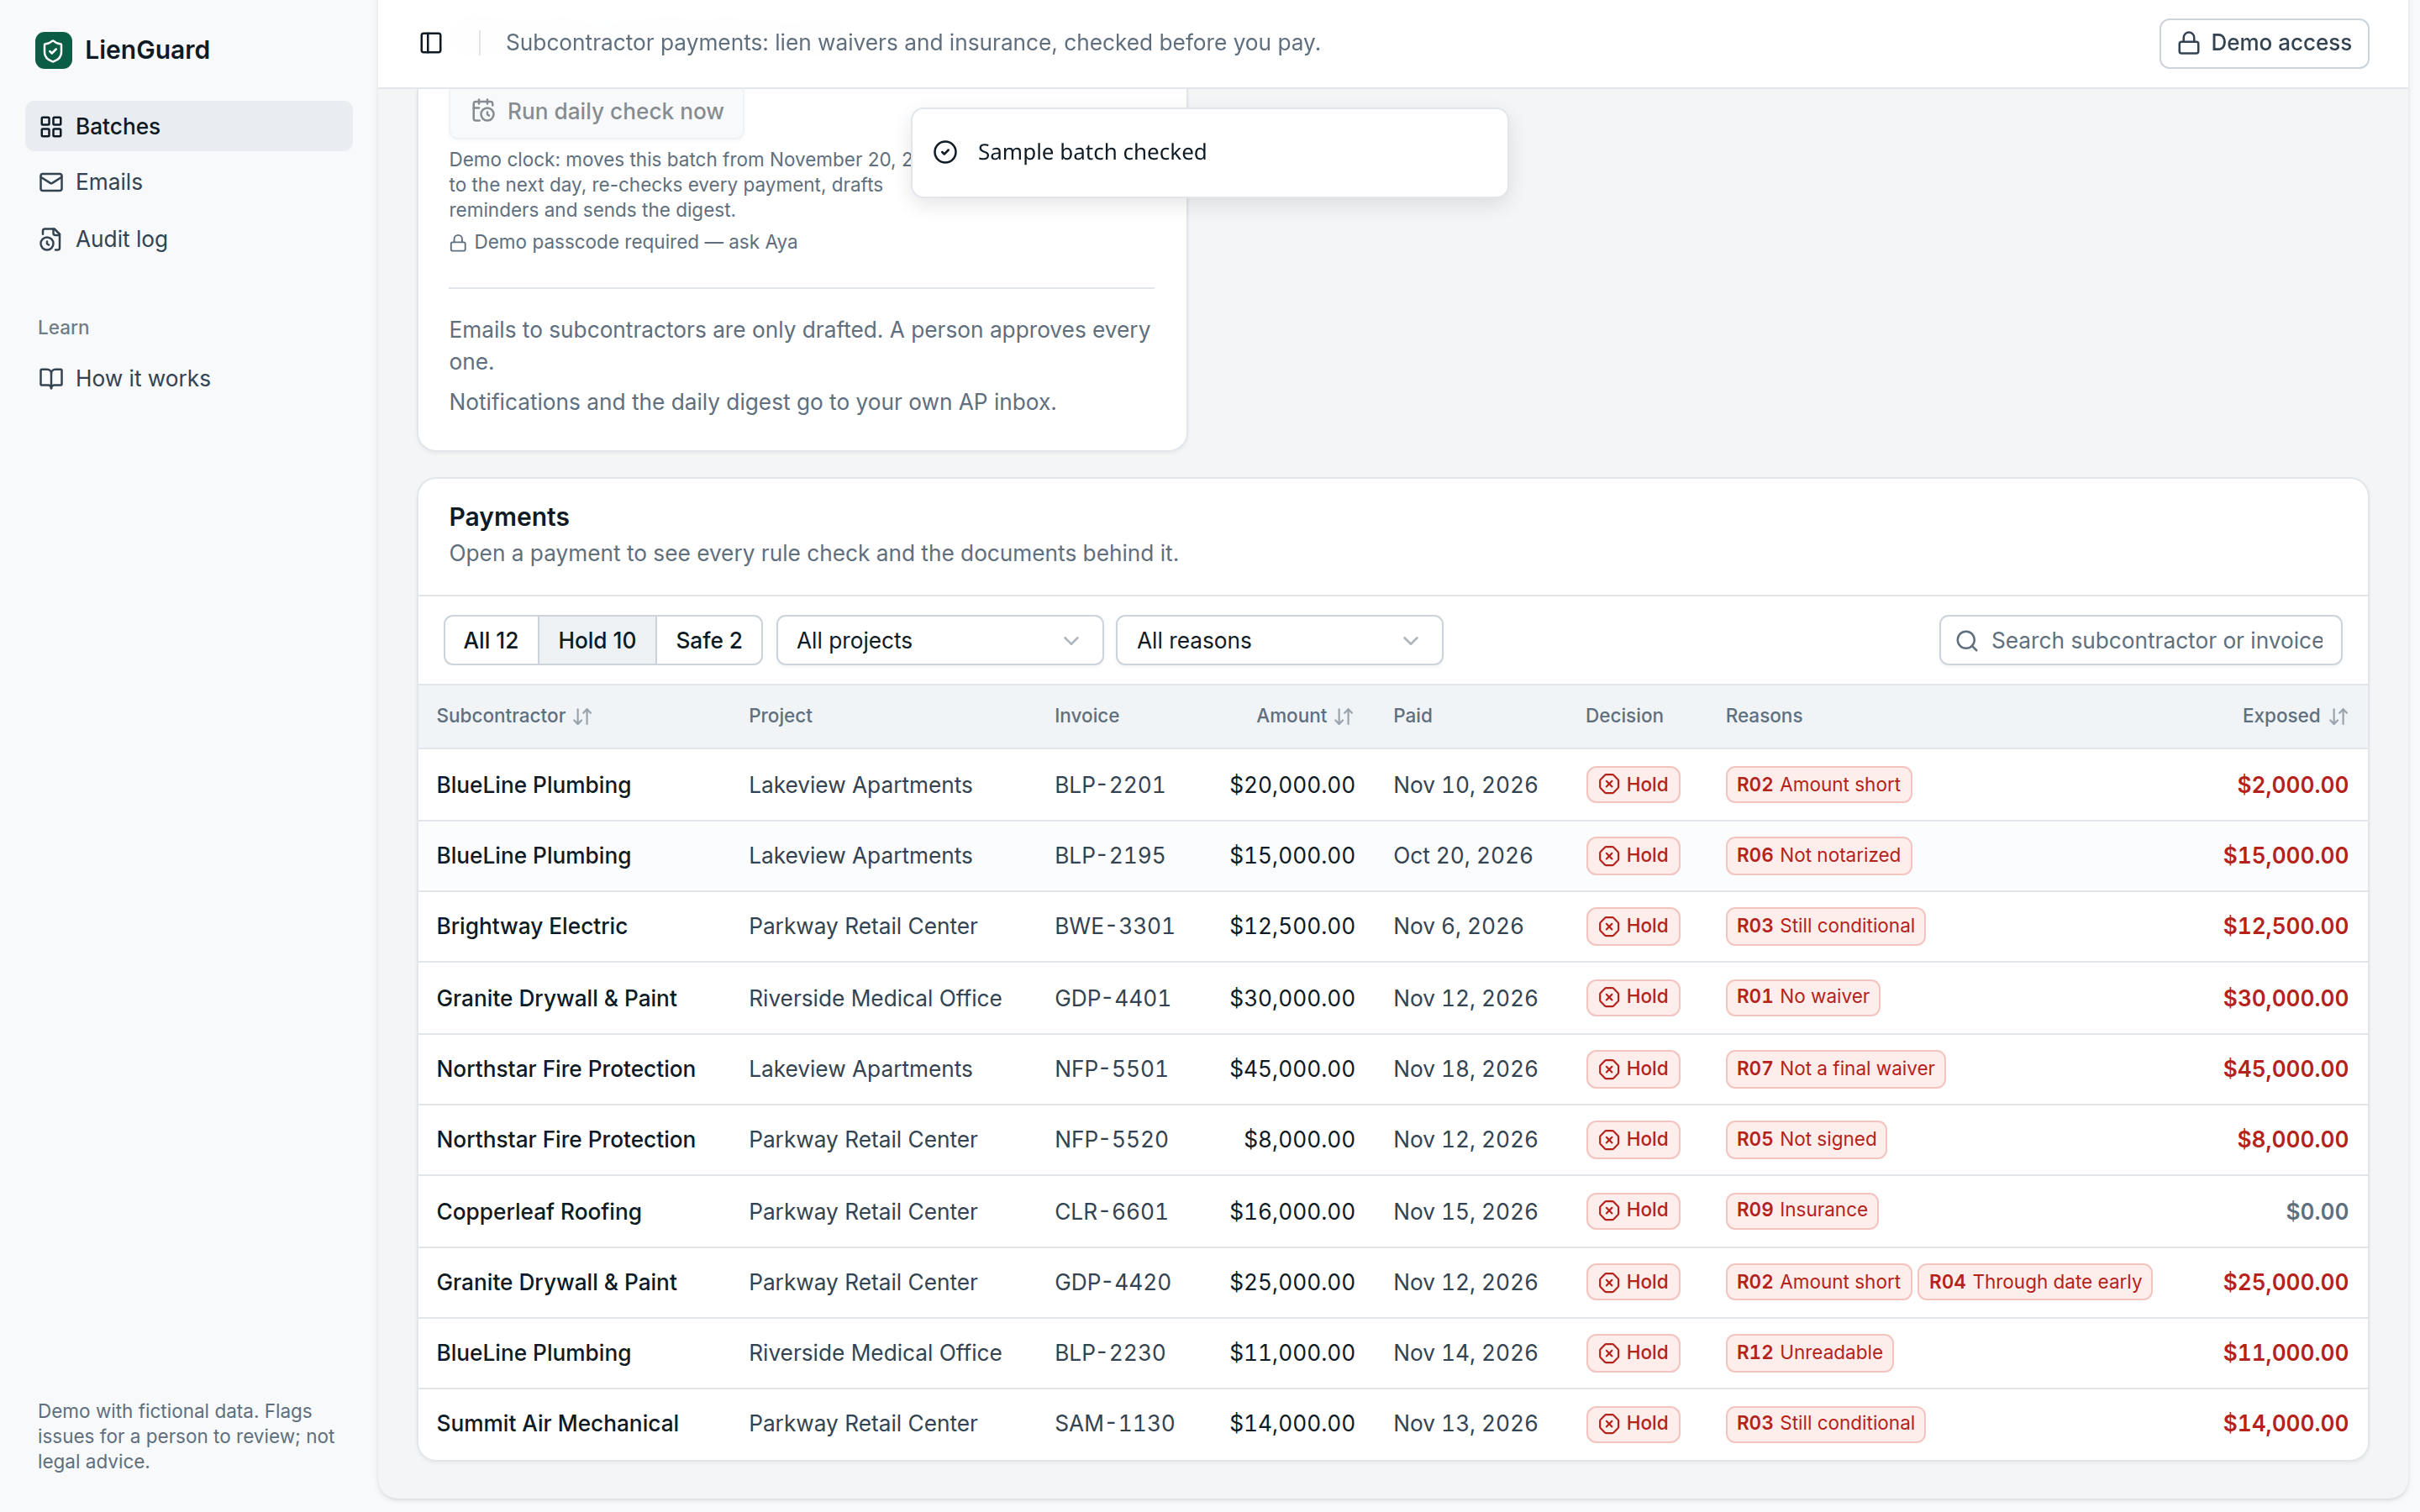 LienGuard
Batches
Emails
Audit log
Learn
How it works
Demo with fictional data. Flags
issues for a person to review; not
legal advice.
Subcontractor payments: lien waivers and insurance, checked before you pay.
Demo access
Sample batch checked
Run daily check now
Demo clock: moves this batch from November 20, 2
to the next day, re-checks every payment, drafts
reminders and sends the digest.
Demo passcode required — ask Aya
Emails to subcontractors are only drafted. A person approves every
one.
Notifications and the daily digest go to your own AP inbox.
Payments
Open a payment to see every rule check and the documents behind it.
All 12 Hold 10 Safe 2 All projects All reasons Search subcontractor or invoice
Subcontractor Project Invoice Amount Paid Decision Reasons Exposed
BlueLine Plumbing Lakeview Apartments BLP-2201 $20,000.00 Nov 10, 2026 Hold R02 Amount short $2,000.00
BlueLine Plumbing Lakeview Apartments BLP-2195 $15,000.00 Oct 20, 2026 Hold R06 Not notarized $15,000.00
Brightway Electric Parkway Retail Center BWE-3301 $12,500.00 Nov 6, 2026 Hold R03 Still conditional $12,500.00
Granite Drywall & Paint Riverside Medical Office GDP-4401 $30,000.00 Nov 12, 2026 Hold R01 No waiver $30,000.00
Northstar Fire Protection Lakeview Apartments NFP-5501 $45,000.00 Nov 18, 2026 Hold R07 Not a final waiver $45,000.00
Northstar Fire Protection Parkway Retail Center NFP-5520 $8,000.00 Nov 12, 2026 Hold R05 Not signed $8,000.00
Copperleaf Roofing Parkway Retail Center CLR-6601 $16,000.00 Nov 15, 2026 Hold R09 Insurance $0.00
Granite Drywall & Paint Parkway Retail Center GDP-4420 $25,000.00 Nov 12, 2026 Hold R02 Amount short R04 Through date early $25,000.00
BlueLine Plumbing Riverside Medical Office BLP-2230 $11,000.00 Nov 14, 2026 Hold R12 Unreadable $11,000.00
Summit Air Mechanical Parkway Retail Center SAM-1130 $14,000.00 Nov 13, 2026 Hold R03 Still conditional $14,000.00